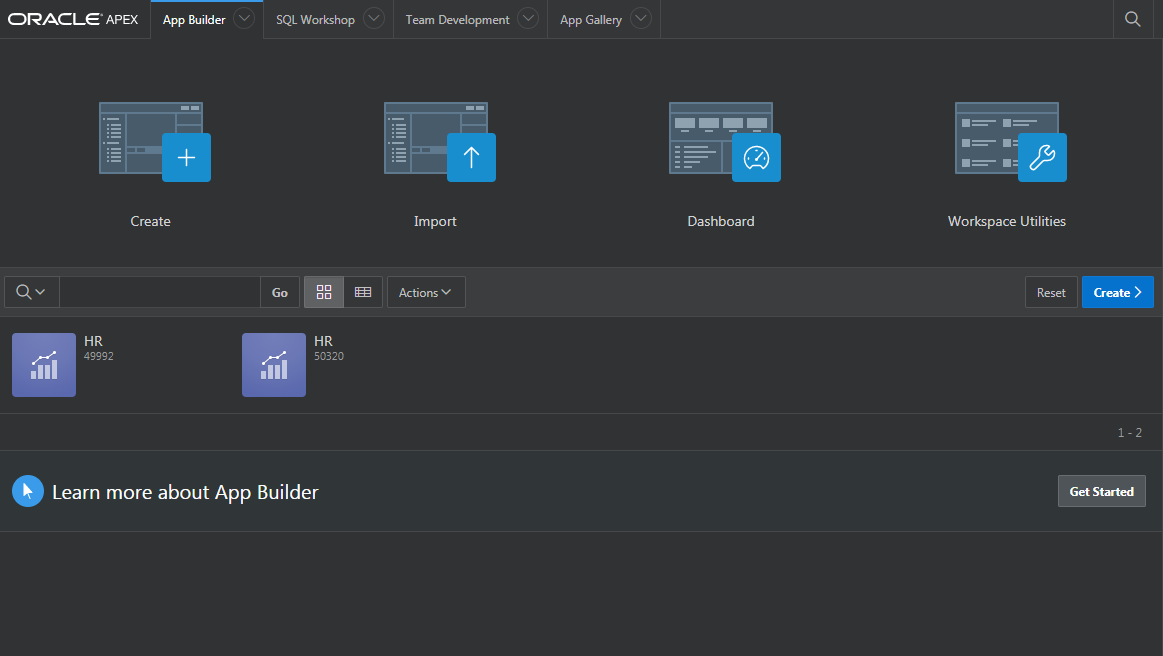 ORACLE APEX App Builder SQL Workshop Team Development App Gallery
Create Import Dashboard Workspace Utilities
Go Actions Reset Create
HR HR
49992 50320
1 - 2
Learn more about App Builder Get Started